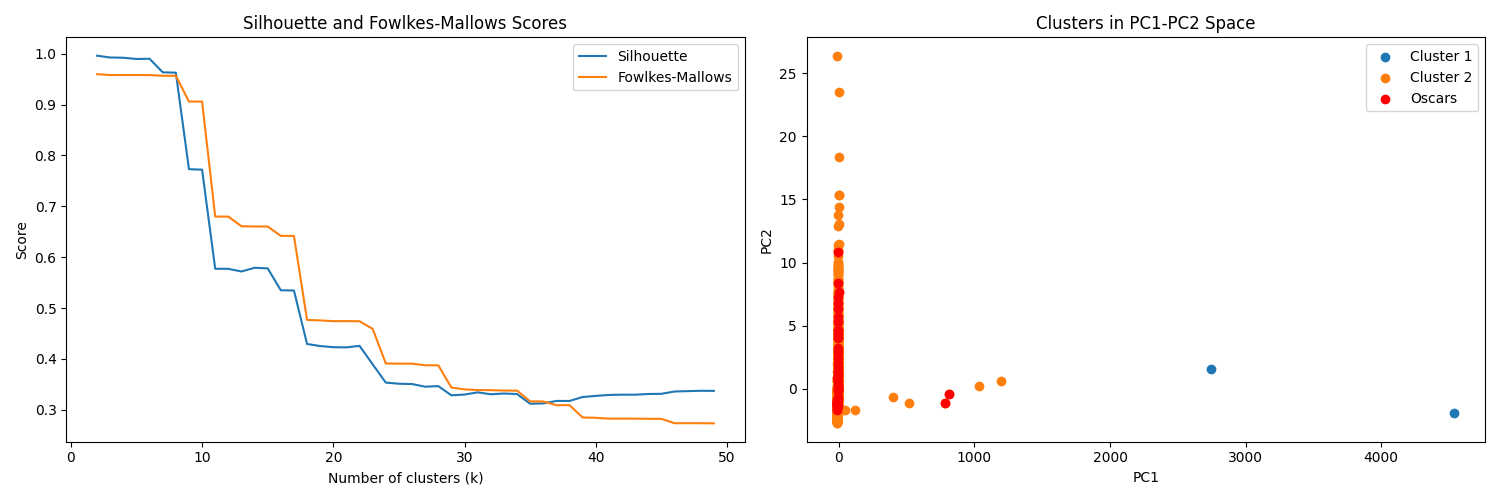 Silhouette and Fowlkes-Mallows Scores
1.0
0.9
0.8
0.7
0.6
0.5
0.4
0.3
Score
0
10
20
30
40
50
Number of clusters (k)
Silhouette
Fowlkes-Mallows
Clusters in PC1-PC2 Space
25
20
15
10
5
0
PC2
0
1000
2000
3000
4000
PC1
Cluster 1
Cluster 2
Oscars